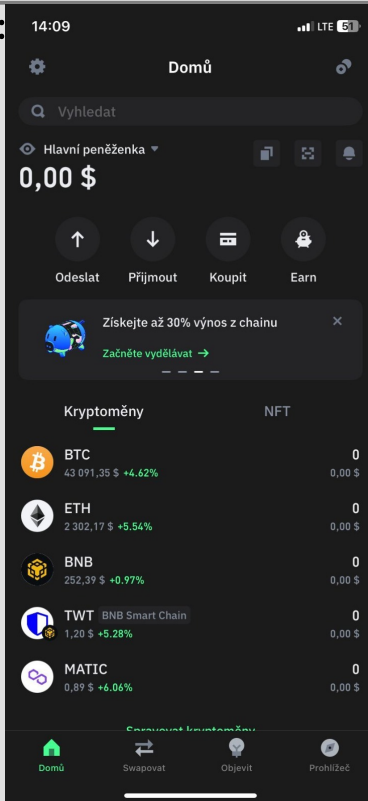 14:09
LTE 51
Domů
Vyhledat
Hlavní peněženka
0,00 $
Odeslat Přijmout Koupit Earn
Získejte až 30% výnos z chainu
Začněte vydělávat →
Kryptoměny NFT
BTC 0
43 091,35 $ +4.62% 0,00 $
ETH 0
2 302,17 $ +5.54% 0,00 $
BNB 0
252,39 $ +0.97% 0,00 $
TWT BNB Smart Chain 0
1,20 $ +5.28% 0,00 $
MATIC 0
0,89 $ +6.06% 0,00 $
Spravovat kryptoměny
Domů Swapovat Objevit Prohlížeč